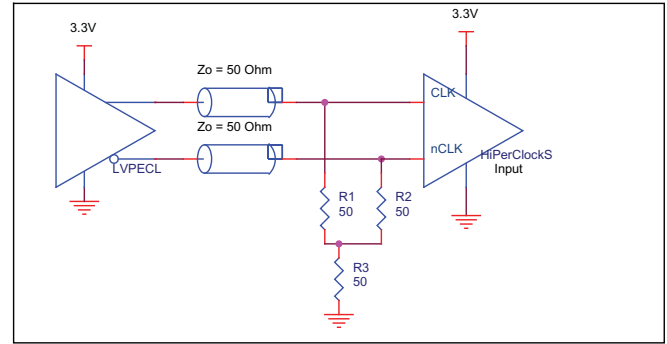 3.3V
3.3V
Zo = 50 Ohm
CLK
Zo = 50 Ohm
nCLK
LVPECL
HiPerClockS
Input
R1
50
R2
50
R3
50